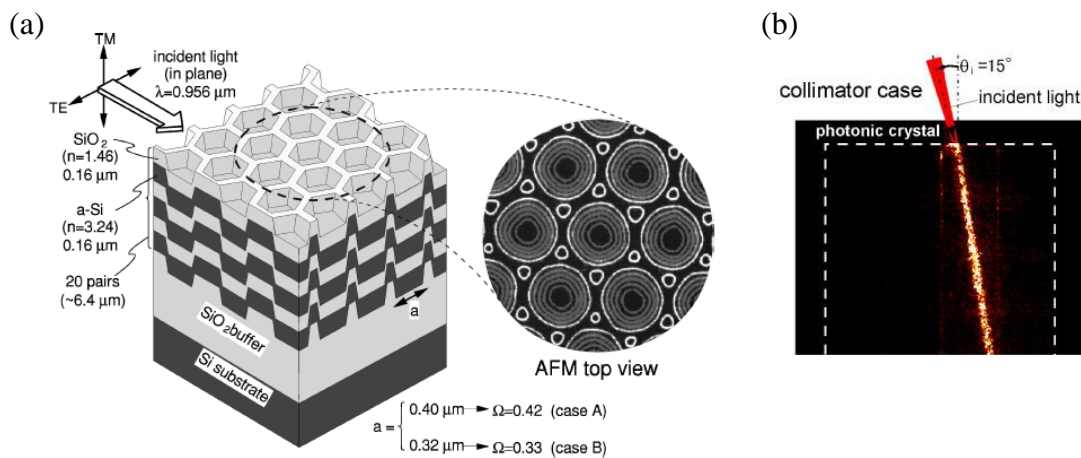 (a)
TM
incident light
(in plane)
λ=0.956 μm
TE
SiO₂
(n=1.46)
0.16 μm
a-Si
(n=3.24)
0.16 μm
20 pairs
(~6.4 μm)
a
SiO₂buffer
Si substrate
AFM top view
a =
0.40 μm Ω=0.42 (case A)
0.32 μm Ω=0.33 (case B)
(b)
θi =15°
collimator case
incident light
photonic crystal